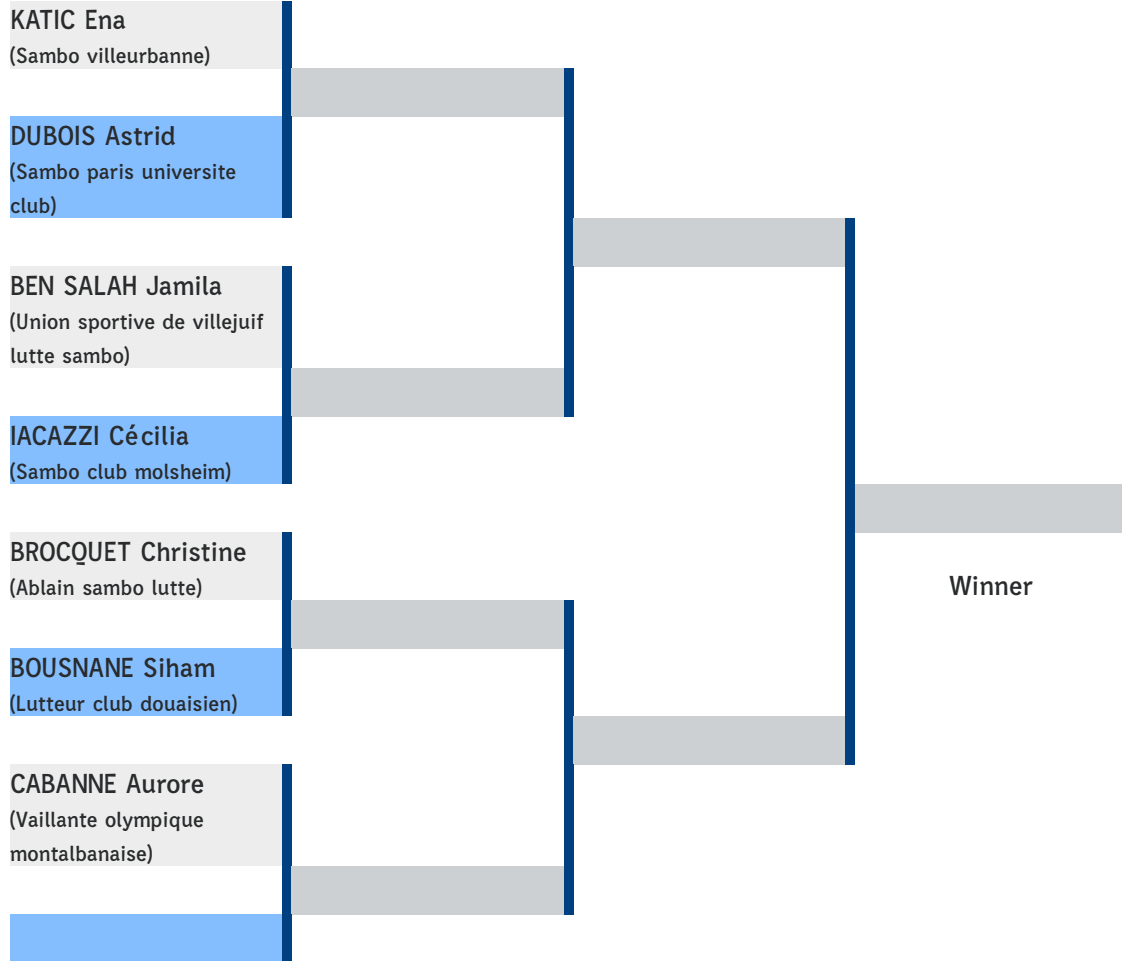 KATIC Ena
(Sambo villeurbanne)
DUBOIS Astrid
(Sambo paris universite
club)
BEN SALAH Jamila
(Union sportive de villejuif
lutte sambo)
IACAZZI Cécilia
(Sambo club molsheim)
BROCQUET Christine
(Ablain sambo lutte)
Winner
BOUSNANE Siham
(Lutteur club douaisien)
CABANNE Aurore
(Vaillante olympique
montalbanaise)